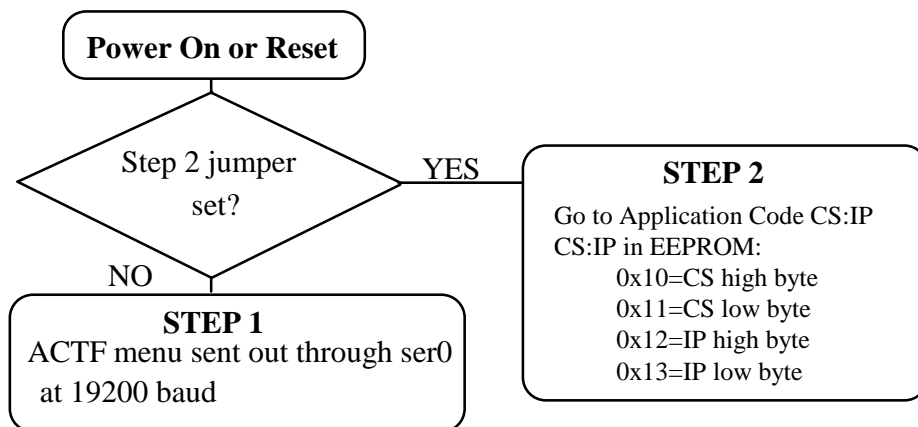 Power On or Reset
Step 2 jumper
set?
YES
NO
STEP 2
Go to Application Code CS:IP
CS:IP in EEPROM:
0x10=CS high byte
0x11=CS low byte
0x12=IP high byte
0x13=IP low byte
STEP 1
ACTF menu sent out through ser0
at 19200 baud